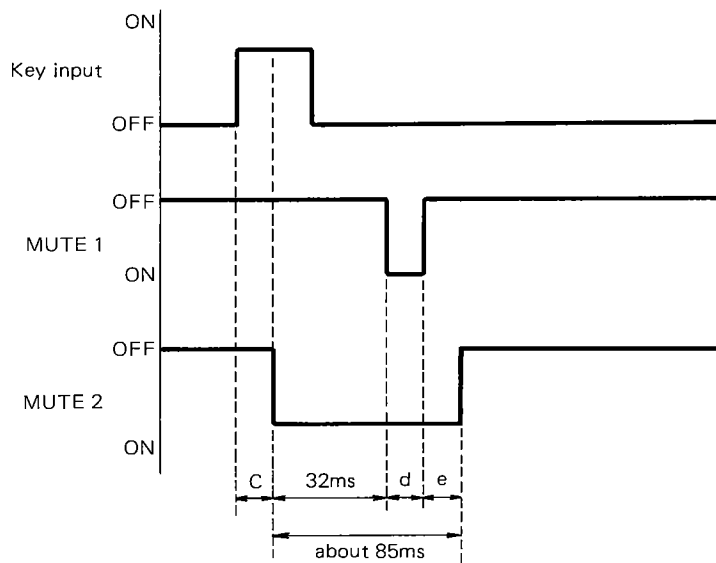 ON
Key input
OFF
OFF
MUTE 1
ON
OFF
MUTE 2
ON
C 32ms d e
about 85ms